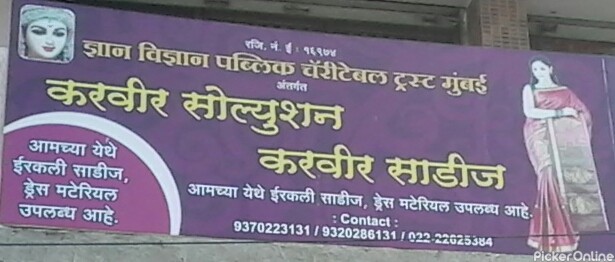 रजि. नं. ई : १६९७४
ज्ञान विज्ञान पब्लिक चॅरीटेबल ट्रस्ट मुंबई
अंतर्गत
करवीर सोल्युशन
करवीर साडीज
आमच्या येथे
ईरकली साडीज,
ड्रेस मटेरियल
उपलब्ध आहे.
आमच्या येथे ईरकली साडीज, ड्रेस मटेरियल उपलब्ध आहे.
: Contact :
9370223131 / 9320286131 / 022-22625384
PickerOnline